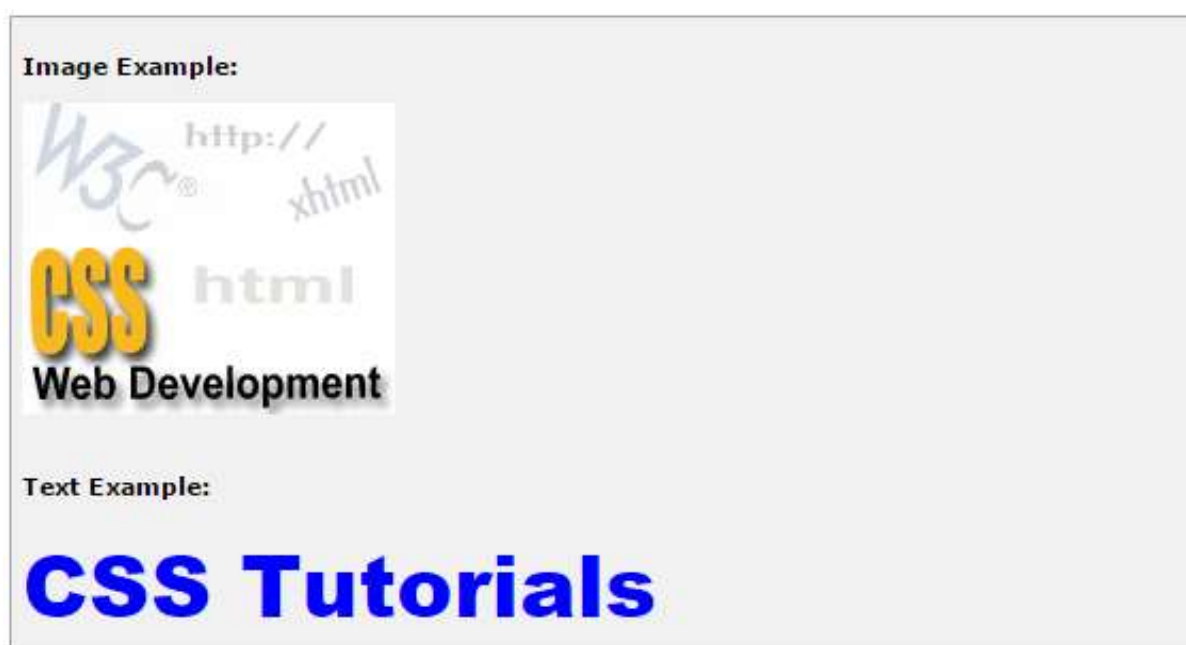 Image Example:
W3C®
http://
xhtml
CSS
html
Web Development
Text Example:
CSS Tutorials